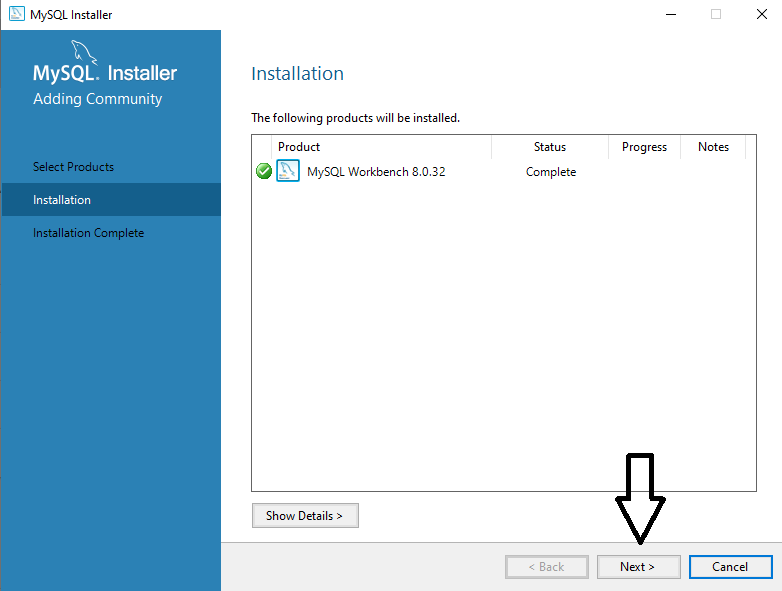 MySQL Installer
MySQL. Installer
Adding Community
Select Products
Installation
Installation Complete
Installation
The following products will be installed.
Product Status Progress Notes
MySQL Workbench 8.0.32 Complete
Show Details >
< Back Next > Cancel